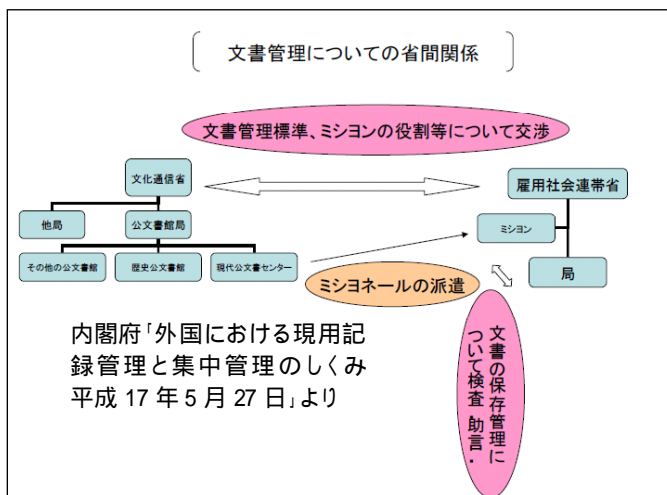 文書管理についての省間関係
文書管理標準、ミシヨンの役割等について交渉
文化通信省
雇用社会連帯省
他局
公文書館局
ミシヨン
その他の公文書館
歴史公文書館
現代公文書センター
局
ミシヨネールの派遣
文書の保存管理に
ついて検査・助言・
内閣府「外国における現用記
録管理と集中管理のしくみ
平成 17 年 5 月 27 日」より